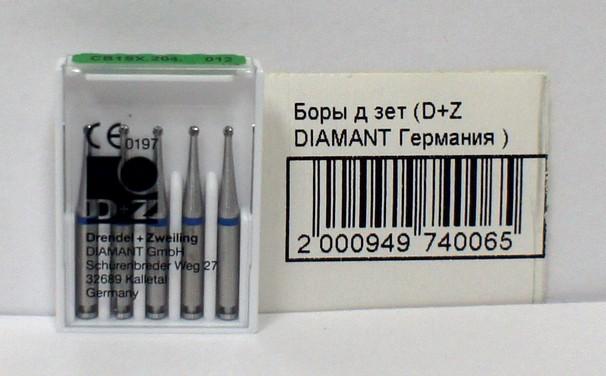 CB1SX.204. 012
CE 0197
D+Z
Drendel + Zweiling
DIAMANT GmbH
Schürenbreder Weg 27
32689 Kalletal
Germany
Боры д зет (D+Z
DIAMANT Германия )
2 000949 740065